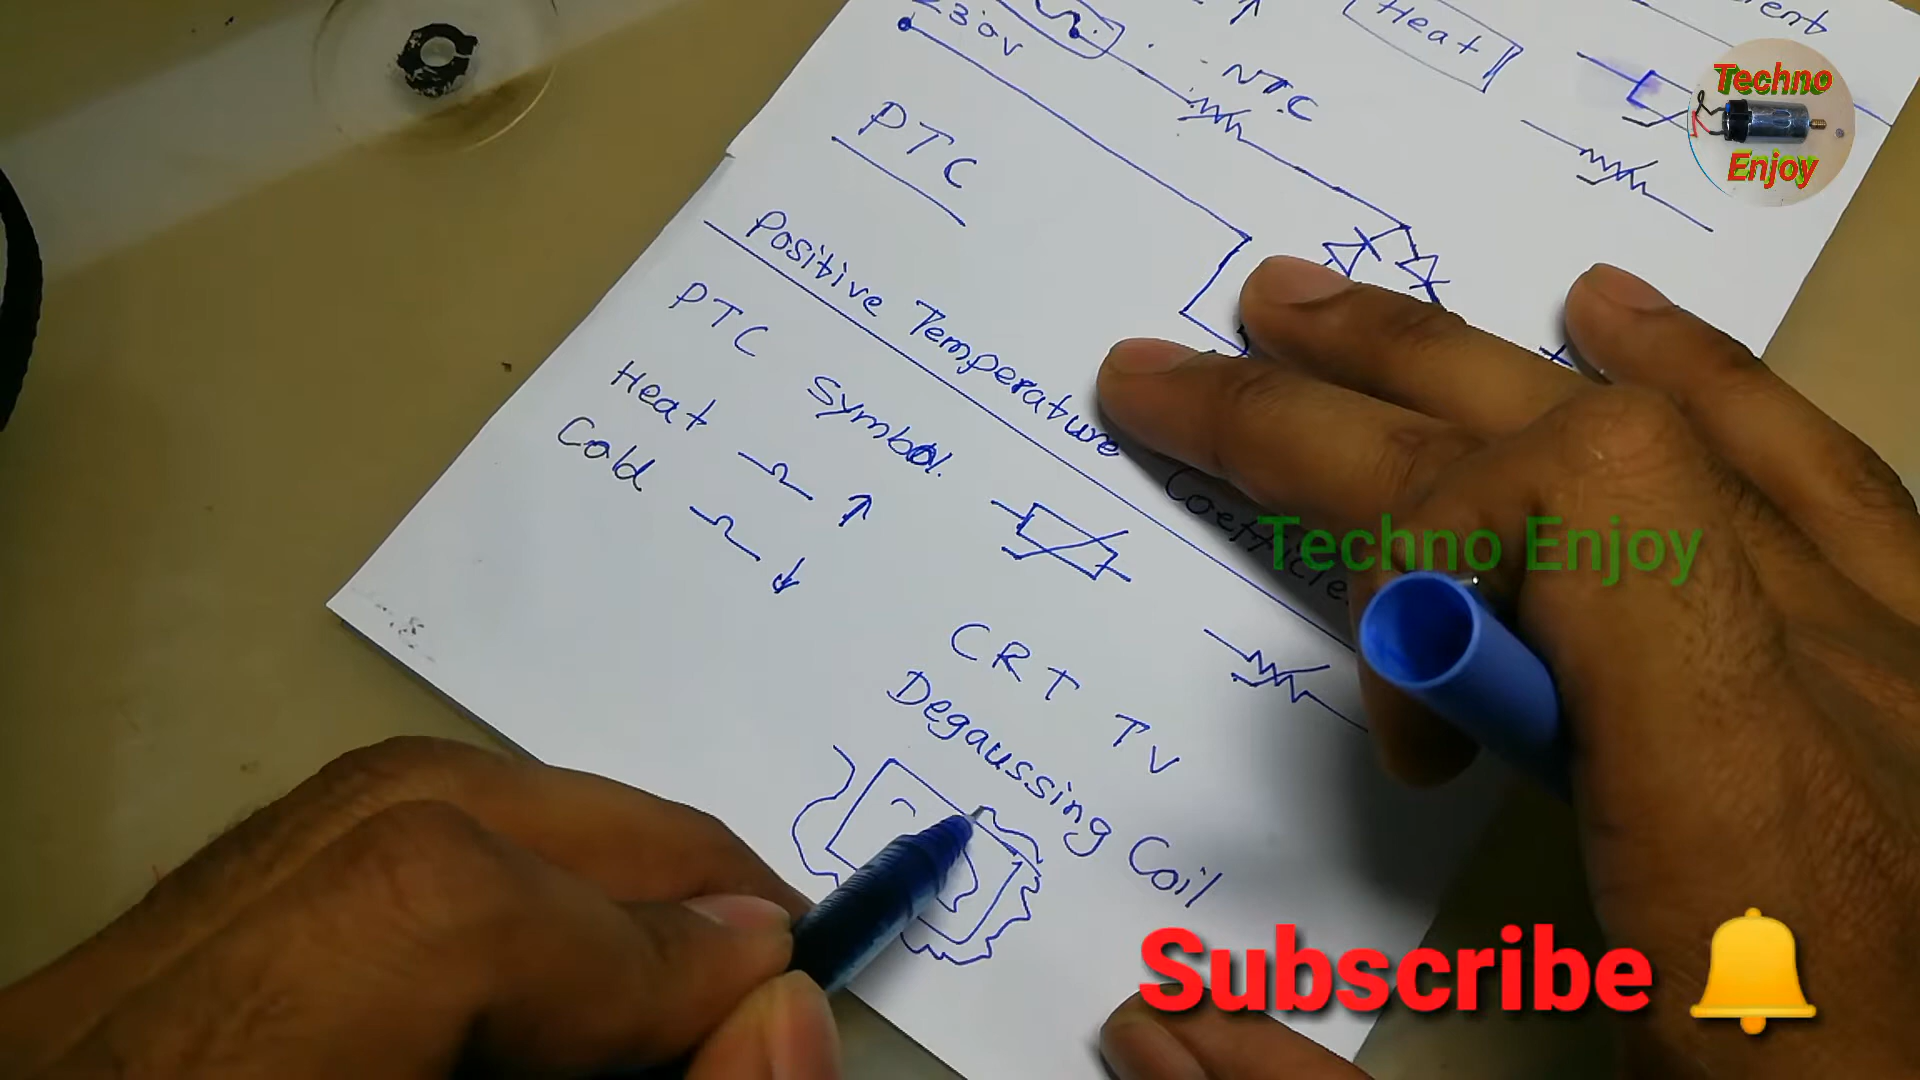 230v
Heat
NTC
PTC
Positive Temperature
PTC Symbol.
Heat
Cold
CRT TV
Degaussing Coil
Techno
Enjoy
Techno Enjoy
Subscribe